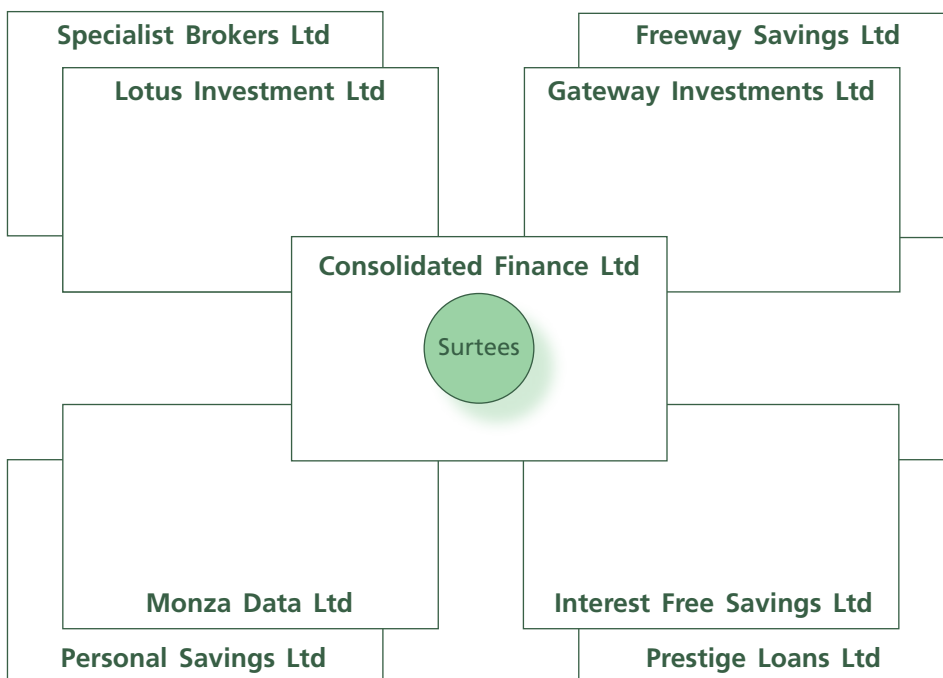 Specialist Brokers Ltd
Freeway Savings Ltd
Lotus Investment Ltd
Gateway Investments Ltd
Consolidated Finance Ltd
Surtees
Monza Data Ltd
Interest Free Savings Ltd
Personal Savings Ltd
Prestige Loans Ltd